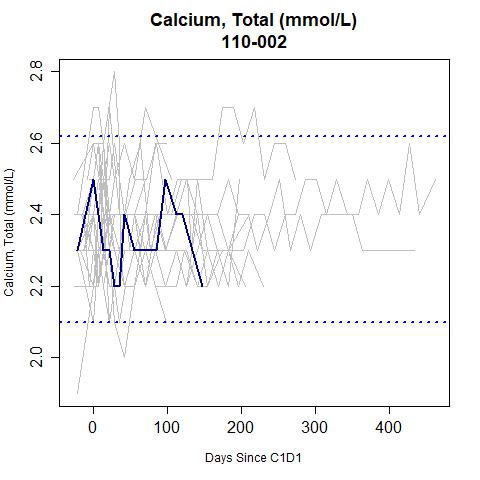 Calcium, Total (mmol/L)
110-002
Calcium, Total (mmol/L)
2.8
2.6
2.4
2.2
2.0
0 100 200 300 400
Days Since C1D1